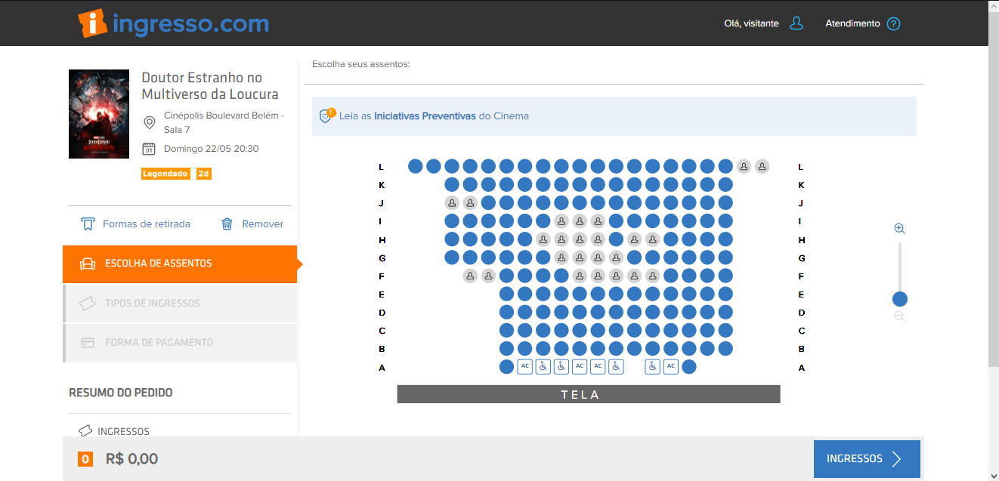 ingresso.com
Olá, visitante
Atendimento ?
Doutor Estranho no
Multiverso da Loucura
Cinépolis Boulevard Belém -
Sala 7
01
Domingo 22/05 20:30
Legendado 2d
Formas de retirada
Remover
ESCOLHA DE ASSENTOS
TIPOS DE INGRESSOS
FORMA DE PAGAMENTO
RESUMO DO PEDIDO
INGRESSOS
Escolha seus assentos:
Leia as Iniciativas Preventivas do Cinema
L L
K K
J J
I I
H H
G G
F F
E E
D D
C C
B B
A AC AC AC AC A
TELA
0 R$ 0,00
INGRESSOS